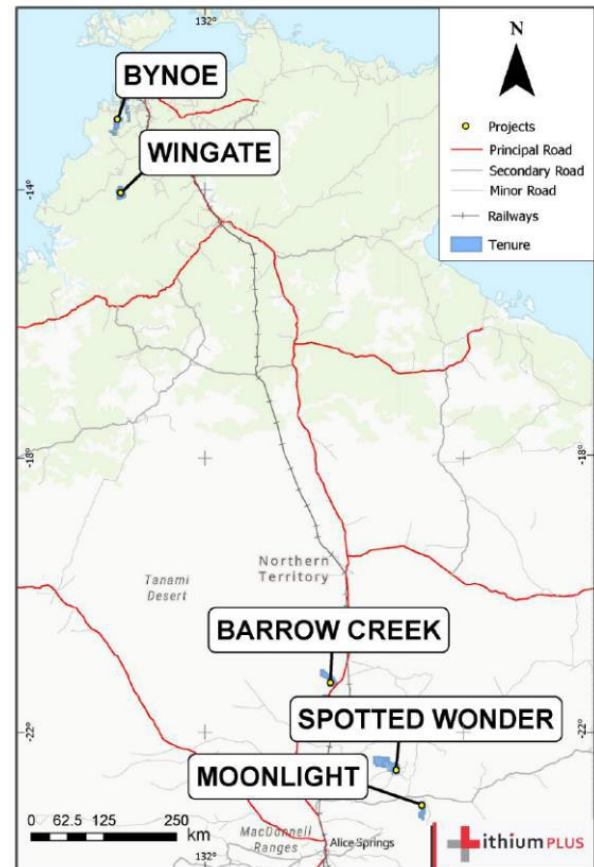 132°
N
BYNOE
WINGATE
Projects
Principal Road
Secondary Road
Minor Road
Railways
Tenure
-14°
-14°
-18°
-18°
Northern
Territory
Tanami
Desert
BARROW CREEK
SPOTTED WONDER
-22°
-22°
MOONLIGHT
0 62.5 125 250
km
MacDonnell
Ranges
Alice Springs
132°
Lithium PLUS